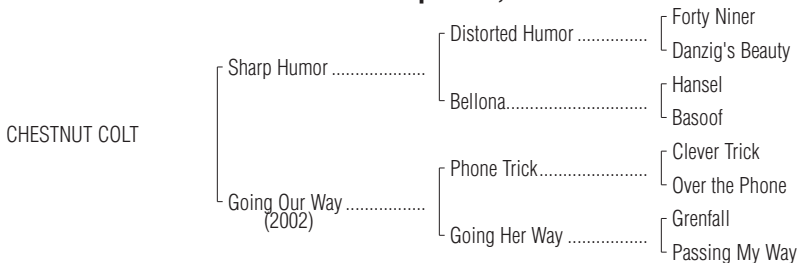 Forty Niner
Distorted Humor ...............
Danzig's Beauty
Sharp Humor ....................
Hansel
Bellona..............................
Basoof
CHESTNUT COLT
Clever Trick
Phone Trick.......................
Over the Phone
Going Our Way .................
(2002)
Grenfall
Going Her Way .................
Passing My Way